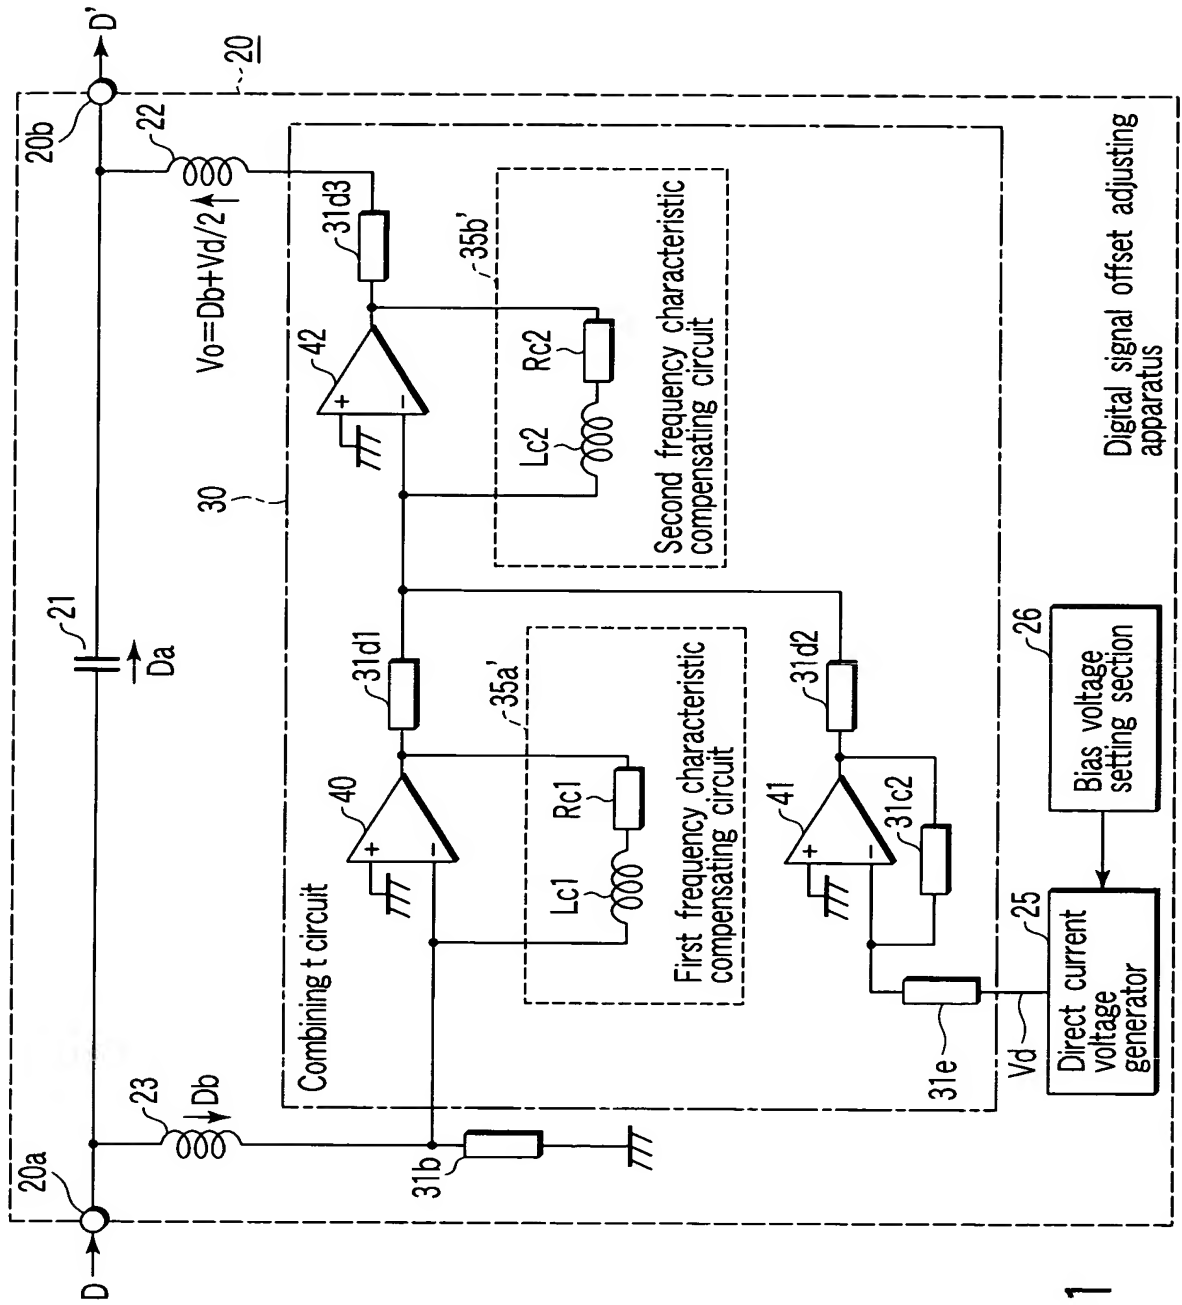 D
20a
21
Da
20b
D'
20
22
23
Db
Vo=Db+Vd/2
30
Combining t circuit
31b
40
+
−
31d1
42
+
−
31d3
Lc1
Rc1
35a'
First frequency characteristic
compensating circuit
Lc2
Rc2
35b'
Second frequency characteristic
compensating circuit
41
+
−
31d2
31c2
31e
Vd
25
Direct current
voltage
generator
26
Bias voltage
setting section
Digital signal offset adjusting
apparatus
1